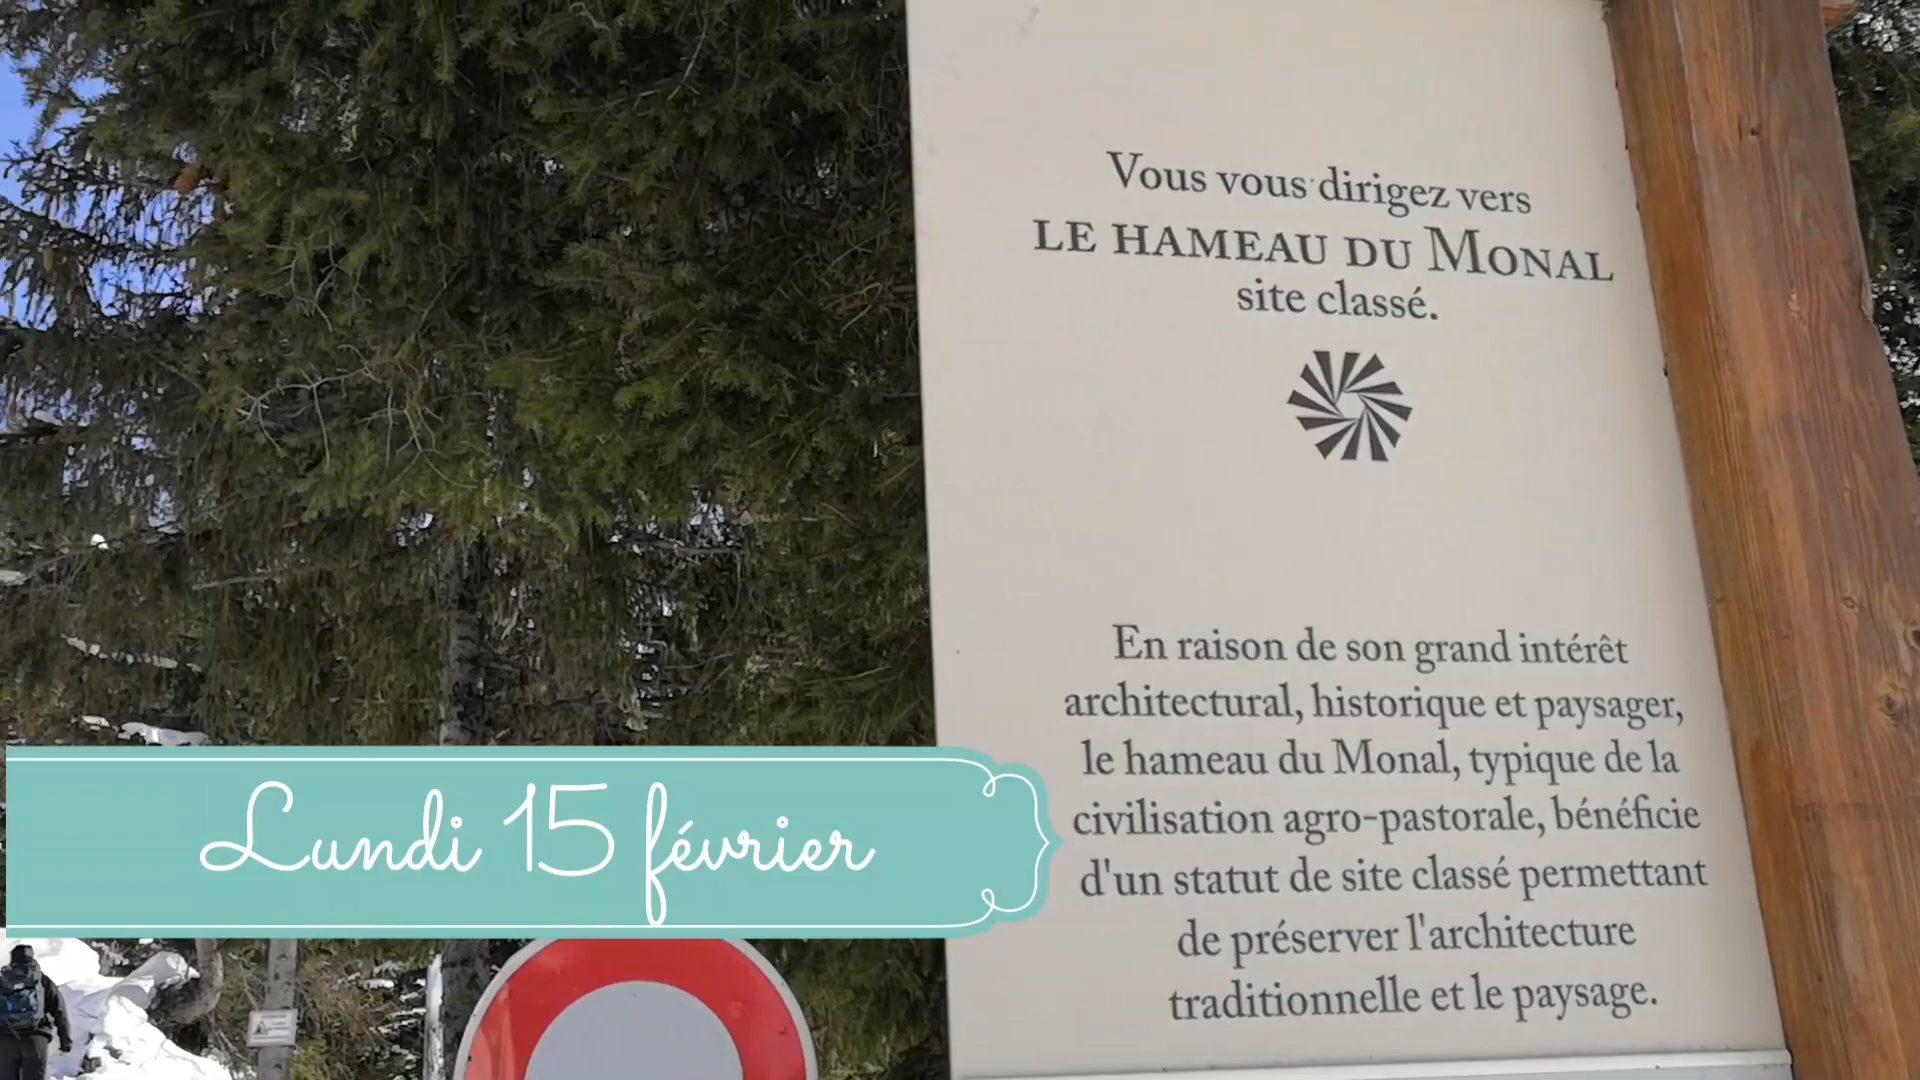 Vous vous dirigez vers
LE HAMEAU DU MONAL
site classé.
En raison de son grand intérêt
architectural, historique et paysager,
le hameau du Monal, typique de la
civilisation agro-pastorale, bénéficie
d'un statut de site classé permettant
de préserver l'architecture
traditionnelle et le paysage.
Lundi 15 février